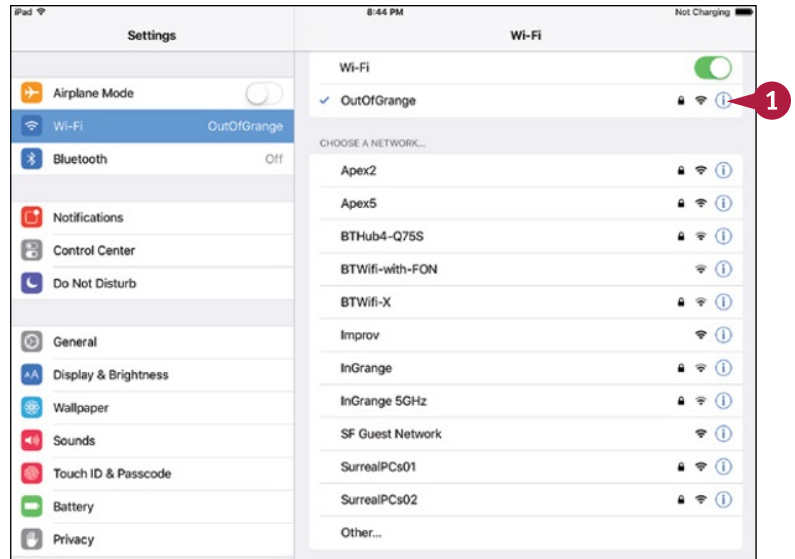 iPad 8:44 PM Not Charging
Settings
Wi-Fi
Airplane Mode
Wi-Fi OutOfGrange
Bluetooth Off
Notifications
Control Center
Do Not Disturb
General
AA Display & Brightness
Wallpaper
Sounds
Touch ID & Passcode
Battery
Privacy
Wi-Fi
OutOfGrange
1
CHOOSE A NETWORK...
Apex2
Apex5
BTHub4-Q75S
BTWifi-with-FON
BTWifi-X
Improv
InGrange
InGrange 5GHz
SF Guest Network
SurrealPCs01
SurrealPCs02
Other...